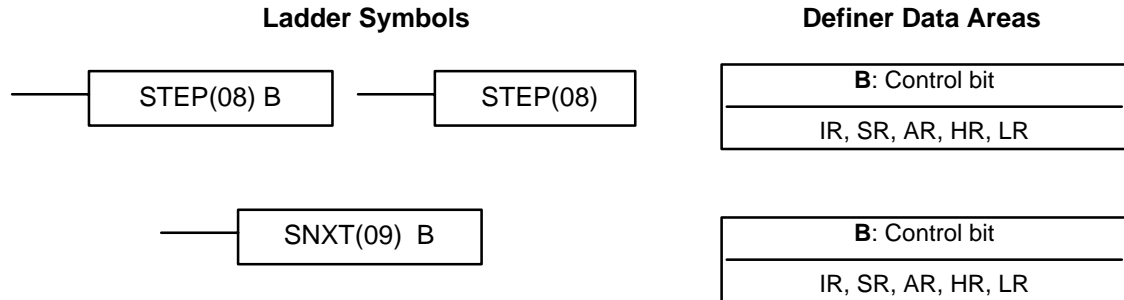 Ladder Symbols
Definer Data Areas
STEP(08) B
STEP(08)
B: Control bit
IR, SR, AR, HR, LR
SNXT(09) B
B: Control bit
IR, SR, AR, HR, LR